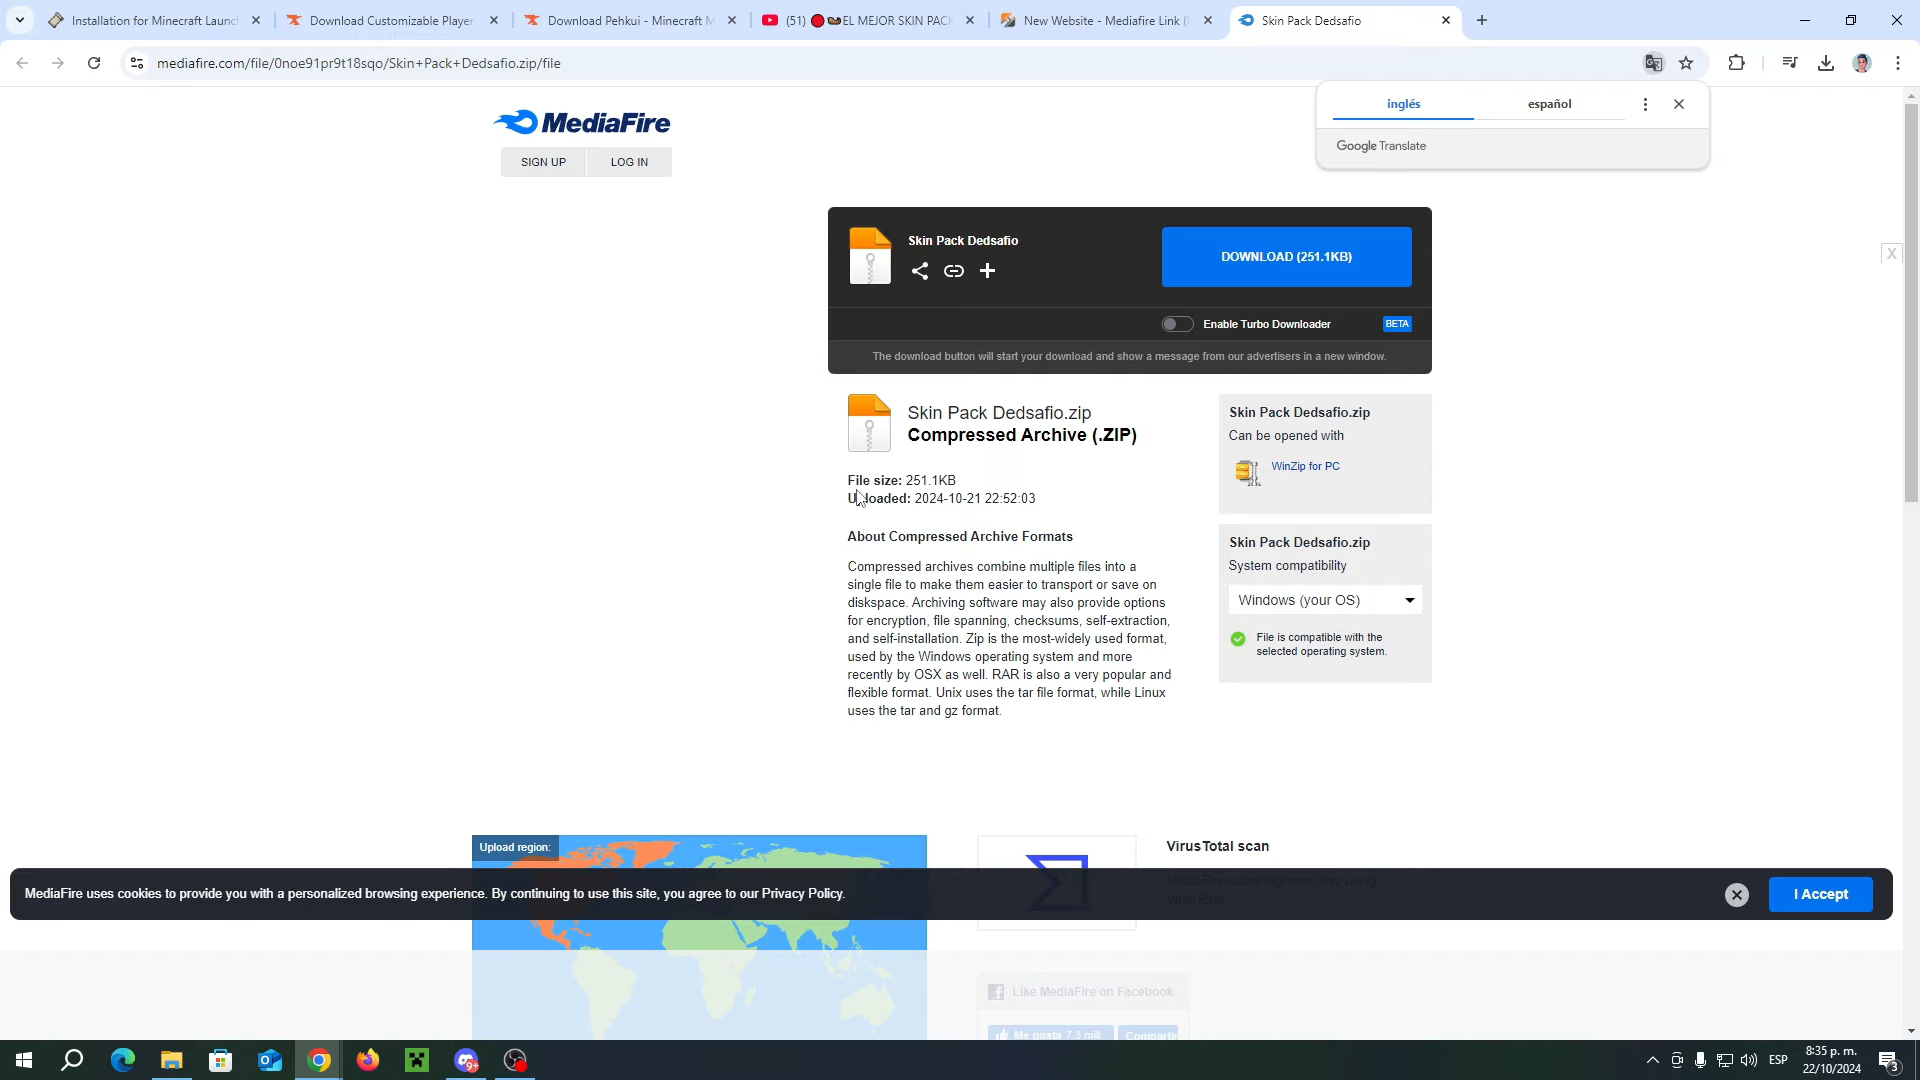 Installation for Minecraft Launc
Download Customizable Player
Download Pehkui - Minecraft M
(51) 🔴🥽EL MEJOR SKIN PACK
New Website - Mediafire Link (
Skin Pack Dedsafio
mediafire.com/file/0noe91pr9t18sqo/Skin+Pack+Dedsafio.zip/file
inglés
español
Google Translate
MediaFire
SIGN UP
LOG IN
Skin Pack Dedsafio
DOWNLOAD (251.1KB)
Enable Turbo Downloader
BETA
The download button will start your download and show a message from our advertisers in a new window.
X
Skin Pack Dedsafio.zip
Compressed Archive (.ZIP)
File size: 251.1KB
Uploaded: 2024-10-21 22:52:03
About Compressed Archive Formats
Compressed archives combine multiple files into a
single file to make them easier to transport or save on
diskspace. Archiving software may also provide options
for encryption, file spanning, checksums, self-extraction,
and self-installation. Zip is the most-widely used format,
used by the Windows operating system and more
recently by OSX as well. RAR is also a very popular and
flexible format. Unix uses the tar file format, while Linux
uses the tar and gz format.
Skin Pack Dedsafio.zip
Can be opened with
WinZip for PC
Skin Pack Dedsafio.zip
System compatibility
Windows (your OS)
File is compatible with the
selected operating system.
Upload region:
VirusTotal scan
MediaFire uses cookies to provide you with a personalized browsing experience. By continuing to use this site, you agree to our Privacy Policy.
I Accept
Like MediaFire on Facebook
Me gusta 7.3 mill.
Compartir
9+
ESP
8:35 p. m.
22/10/2024
3